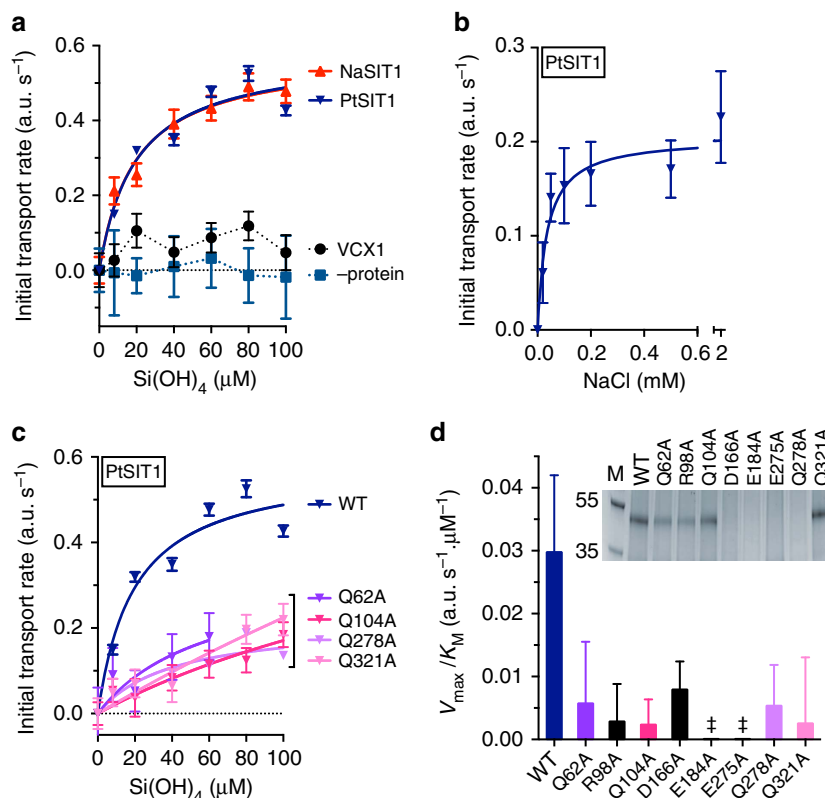 a
Initial transport rate (a.u. s⁻¹)
0.6
0.4
0.2
0.0
0 20 40 60 80 100
Si(OH)₄ (μM)
NaSIT1
PtSIT1
VCX1
–protein
b
PtSIT1
Initial transport rate (a.u. s⁻¹)
0.3
0.2
0.1
0.0
0.0 0.2 0.4 0.6 2
NaCl (mM)
c
PtSIT1
Initial transport rate (a.u. s⁻¹)
0.6
0.4
0.2
0.0
0 20 40 60 80 100
Si(OH)₄ (μM)
WT
Q62A
Q104A
Q278A
Q321A
d
M WT Q62A R98A Q104A D166A E184A E275A Q278A Q321A
55
35
Vmax/KM (a.u. s⁻¹.μM⁻¹)
0.04
0.03
0.02
0.010
0.005
0.000
‡ ‡
WT Q62A R98A Q104A D166A E184A E275A Q278A Q321A